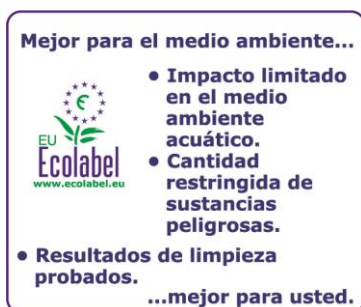 Mejor para el medio ambiente...
• Impacto limitado
en el medio
ambiente
acuático.
• Cantidad
restringida de
sustancias
peligrosas.
EU
Ecolabel
www.ecolabel.eu
• Resultados de limpieza
probados.
...mejor para usted.